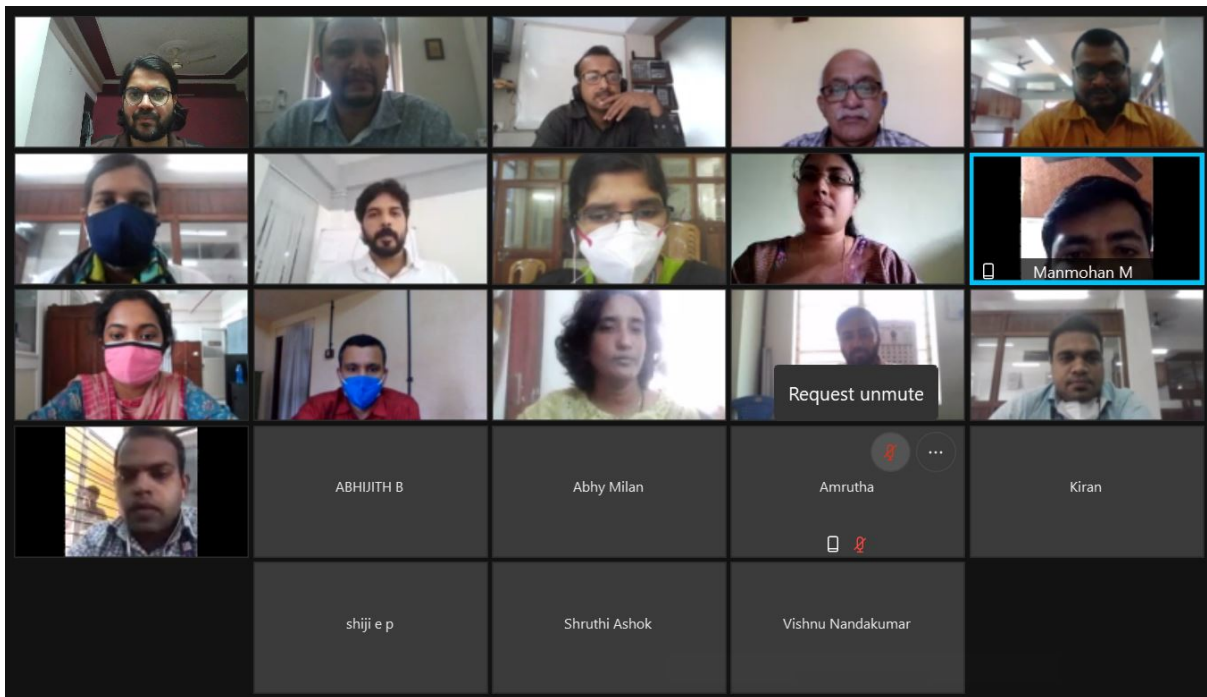 Manmohan M
Request unmute
ABHIJITH B
Abhy Milan
Amrutha
Kiran
shiji e p
Shruthi Ashok
Vishnu Nandakumar